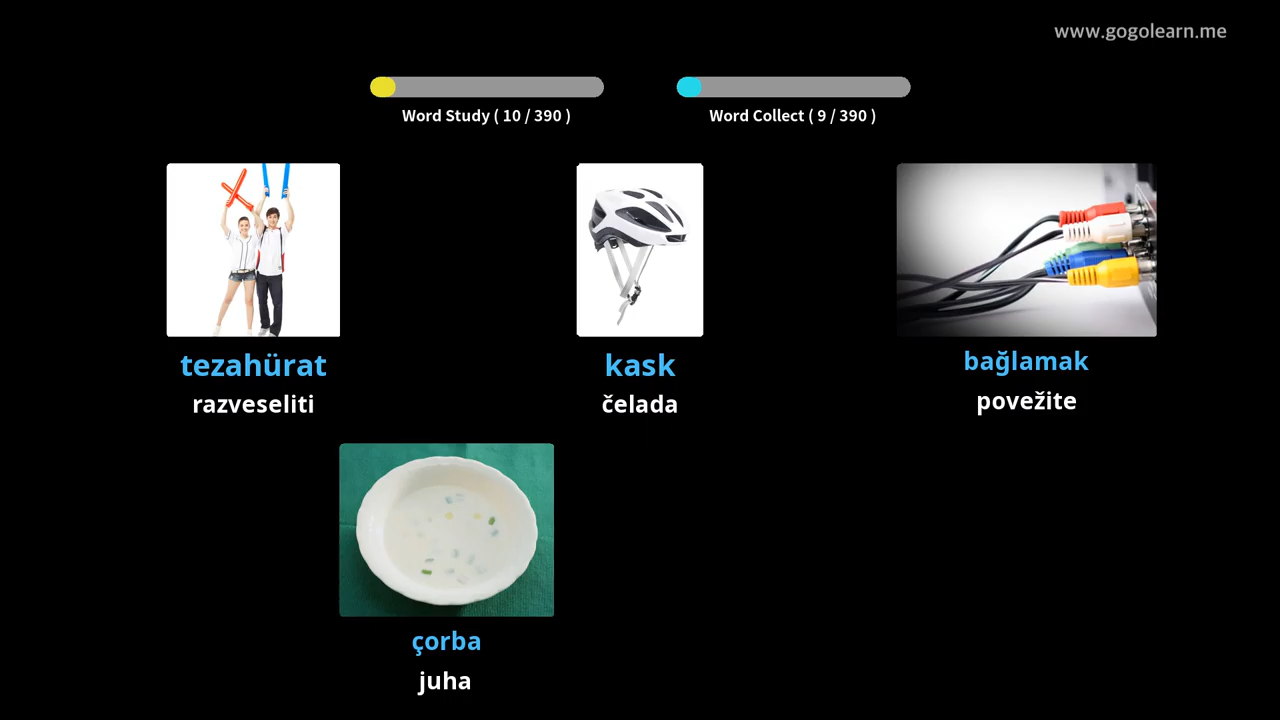 www.gogolearn.me
Word Study ( 10 / 390 )
Word Collect ( 9 / 390 )
tezahürat
razveseliti
kask
čelada
bağlamak
povežite
çorba
juha